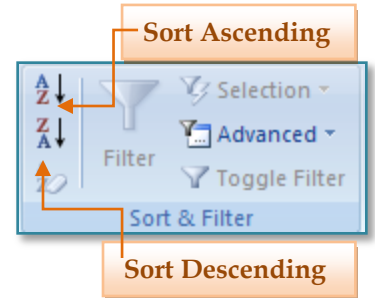 Sort Ascending
A
Z
Selection
Z
A
Advanced
Filter
Toggle Filter
Sort & Filter
Sort Descending